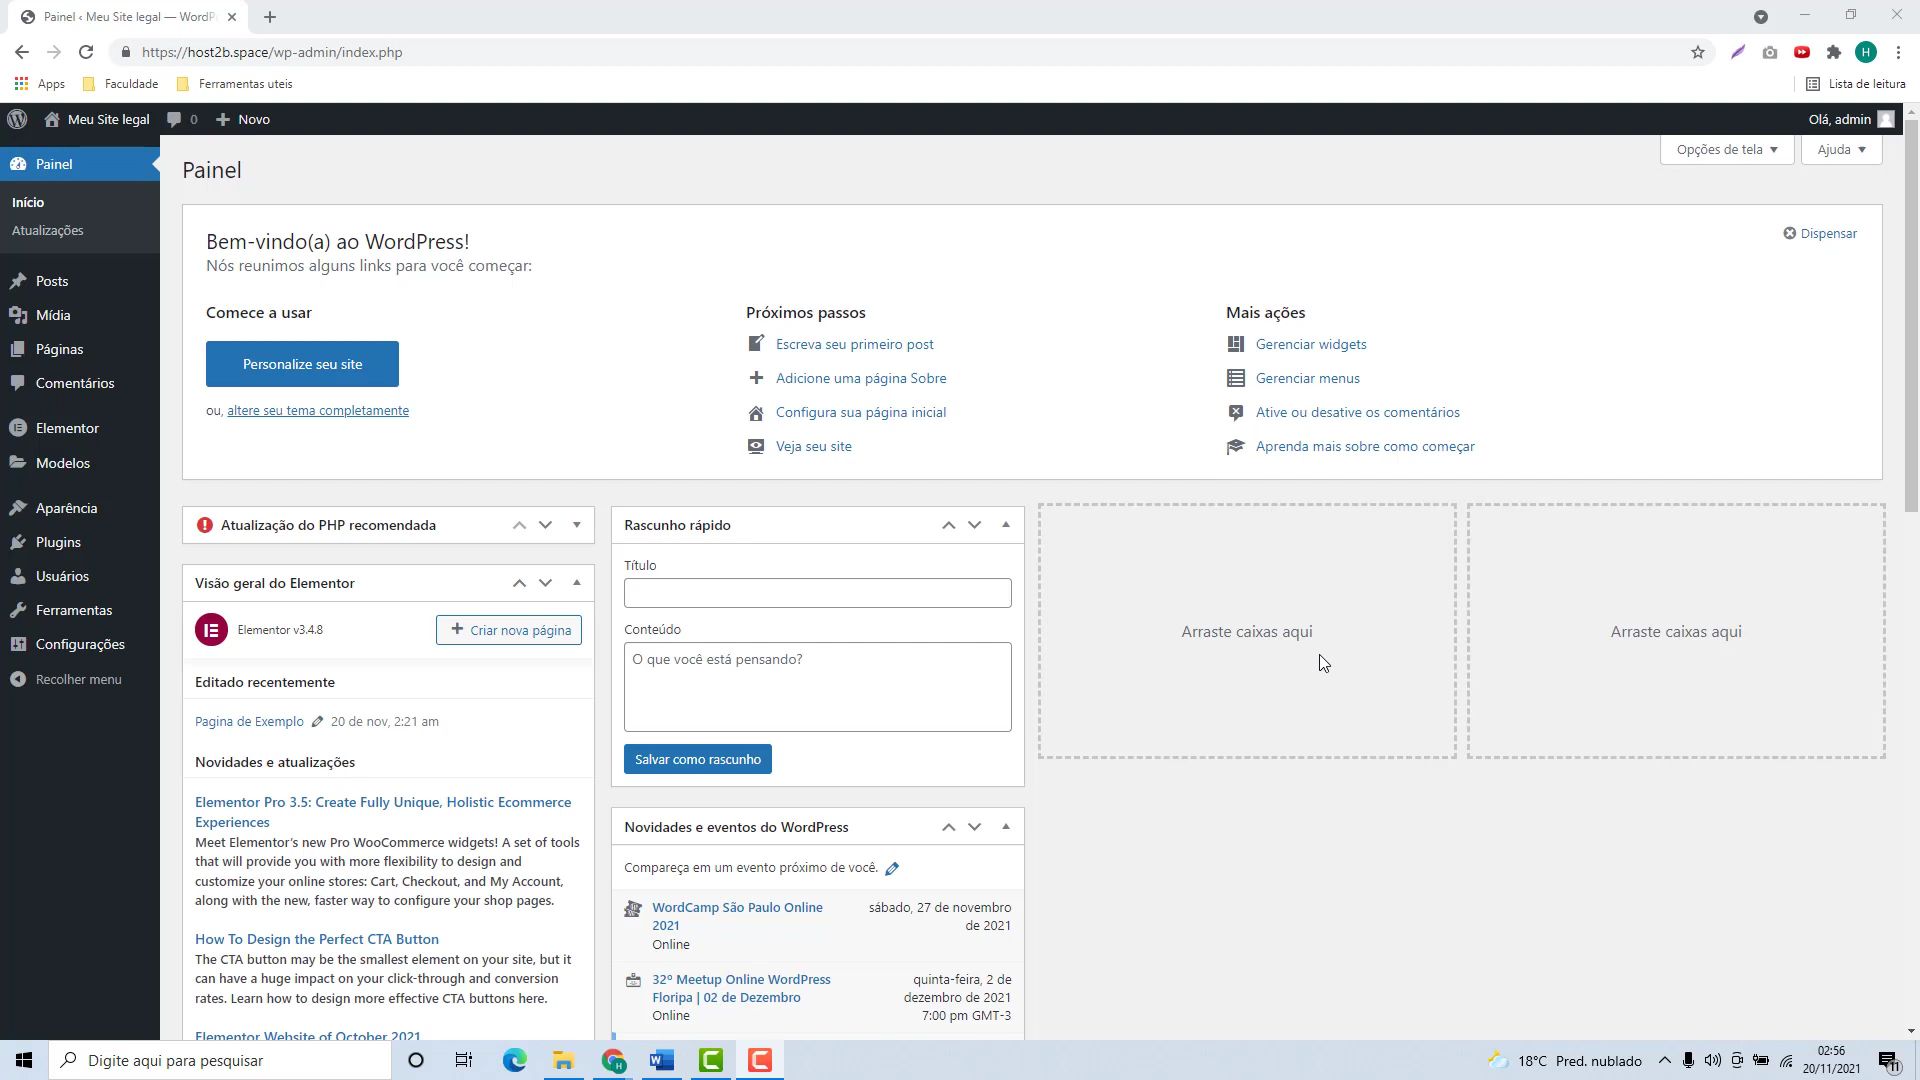 Painel ‹ Meu Site legal — WordP
https://host2b.space/wp-admin/index.php
H
Apps
Faculdade
Ferramentas uteis
Lista de leitura
Meu Site legal
0
Novo
Olá, admin
Painel
Início
Atualizações
Posts
Mídia
Páginas
Comentários
Elementor
Modelos
Aparência
Plugins
Usuários
Ferramentas
Configurações
Recolher menu
Painel
Opções de tela
Ajuda
Bem-vindo(a) ao WordPress!
Nós reunimos alguns links para você começar:
Dispensar
Comece a usar
Personalize seu site
ou, altere seu tema completamente
Próximos passos
Escreva seu primeiro post
Adicione uma página Sobre
Configura sua página inicial
Veja seu site
Mais ações
Gerenciar widgets
Gerenciar menus
Ative ou desative os comentários
Aprenda mais sobre como começar
Atualização do PHP recomendada
Visão geral do Elementor
Elementor v3.4.8
Criar nova página
Editado recentemente
Pagina de Exemplo
20 de nov, 2:21 am
Novidades e atualizações
Elementor Pro 3.5: Create Fully Unique, Holistic Ecommerce
Experiences
Meet Elementor's new Pro WooCommerce widgets! A set of tools
that will provide you with more flexibility to design and
customize your online stores: Cart, Checkout, and My Account,
along with the new, faster way to configure your shop pages.
How To Design the Perfect CTA Button
The CTA button may be the smallest element on your site, but it
can have a huge impact on your click-through and conversion
rates. Learn how to design more effective CTA buttons here.
Elementor Website of October 2021
Rascunho rápido
Título
Conteúdo
O que você está pensando?
Salvar como rascunho
Novidades e eventos do WordPress
Compareça em um evento próximo de você.
WordCamp São Paulo Online
2021
Online
sábado, 27 de novembro
de 2021
32º Meetup Online WordPress
Floripa | 02 de Dezembro
Online
quinta-feira, 2 de
dezembro de 2021
7:00 pm GMT-3
Arraste caixas aqui
Arraste caixas aqui
Digite aqui para pesquisar
18°C Pred. nublado
02:56
20/11/2021
11